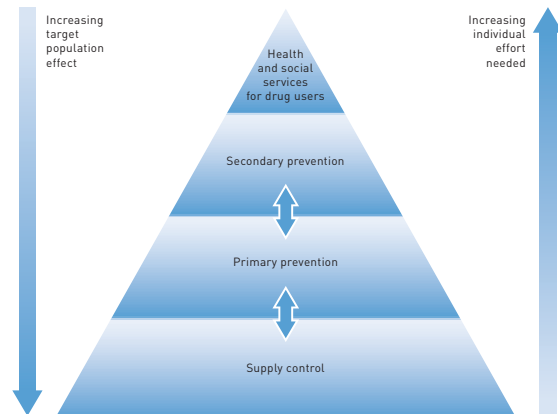 Increasing
target
population
effect
Increasing
individual
effort
needed
Health
and social
services
for drug users
Secondary prevention
Primary prevention
Supply control